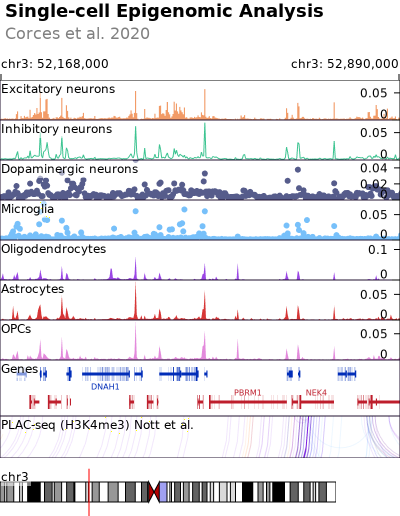 Single-cell Epigenomic Analysis
Corces et al. 2020
chr3: 52,168,000 chr3: 52,890,000
Excitatory neurons
0.05
0
Inhibitory neurons
0.05
0
Dopaminergic neurons
0.04
0.02
0
Microglia
0.05
0
Oligodendrocytes
0.1
0
Astrocytes
0.05
0
OPCs
0.05
0
Genes
DNAH1
PBRM1 NEK4
PLAC-seq (H3K4me3) Nott et al.
chr3